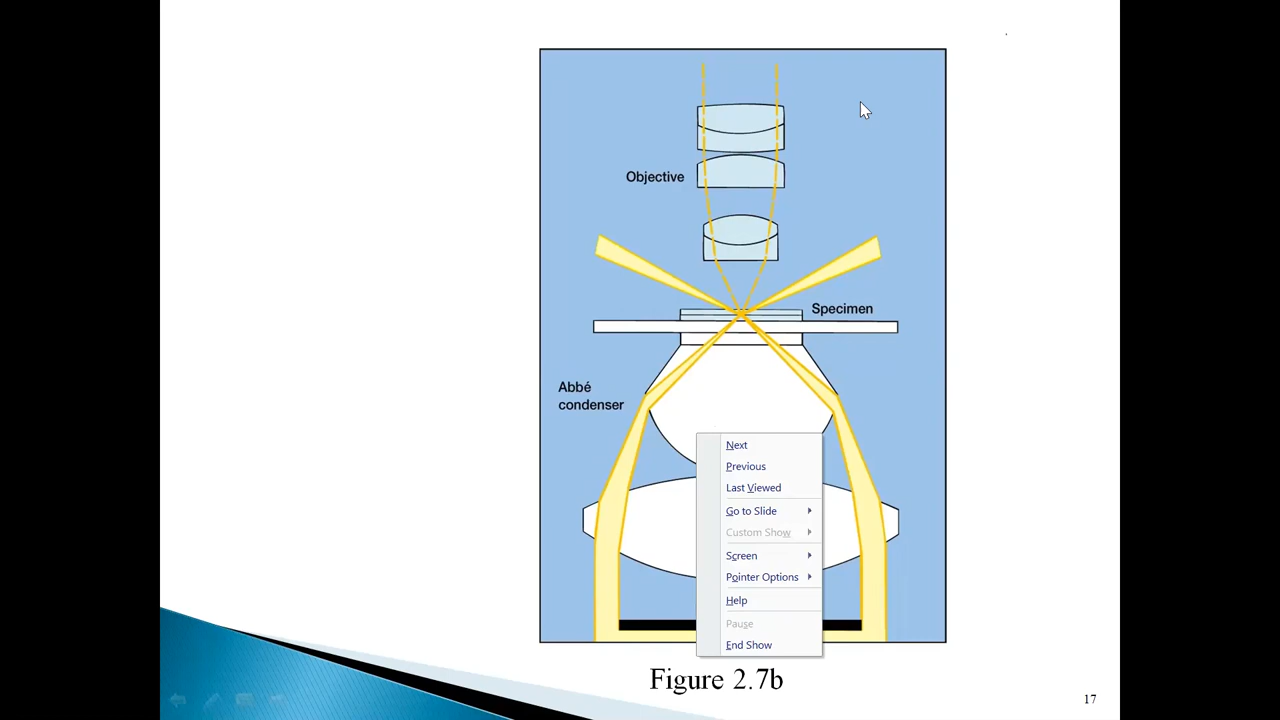 Objective
Specimen
Abbé
condenser
Next
Previous
Last Viewed
Go to Slide
Custom Show
Screen
Pointer Options
Help
Pause
End Show
Figure 2.7b
17